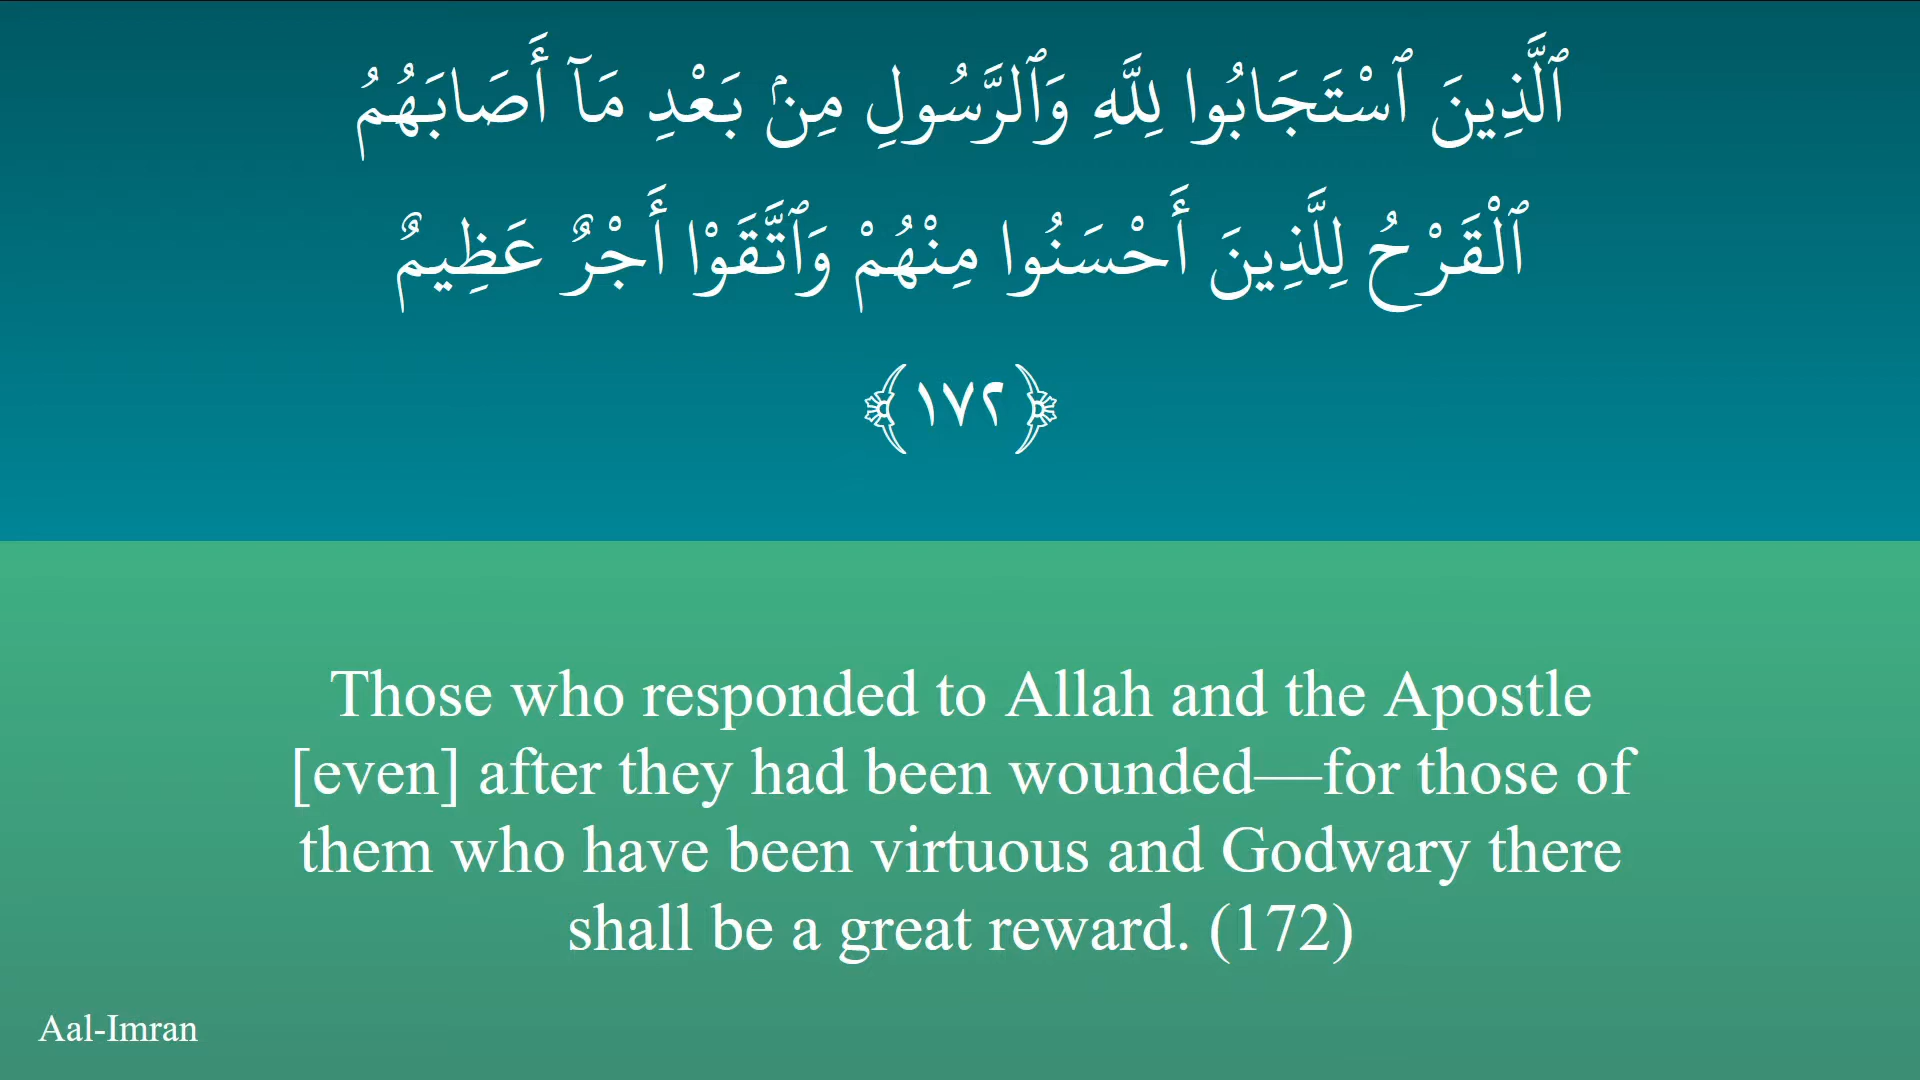 ٱلَّذِينَ ٱسْتَجَابُوا لِلَّهِ وَٱلرَّسُولِ مِنۢ بَعْدِ مَآ أَصَابَهُمُ
ٱلْقَرْحُ لِلَّذِينَ أَحْسَنُوا مِنْهُمْ وَٱتَّقَوْا أَجْرٌ عَظِيمٌ
﴿١٧٢﴾
Those who responded to Allah and the Apostle
[even] after they had been wounded—for those of
them who have been virtuous and Godwary there
shall be a great reward. (172)
Aal-Imran